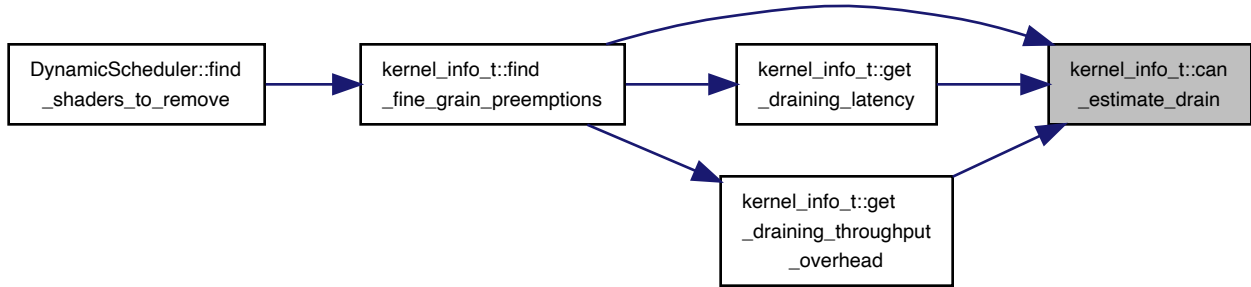 DynamicScheduler::find
_shaders_to_remove
kernel_info_t::find
_fine_grain_preemptions
kernel_info_t::get
_draining_latency
kernel_info_t::can
_estimate_drain
kernel_info_t::get
_draining_throughput
_overhead